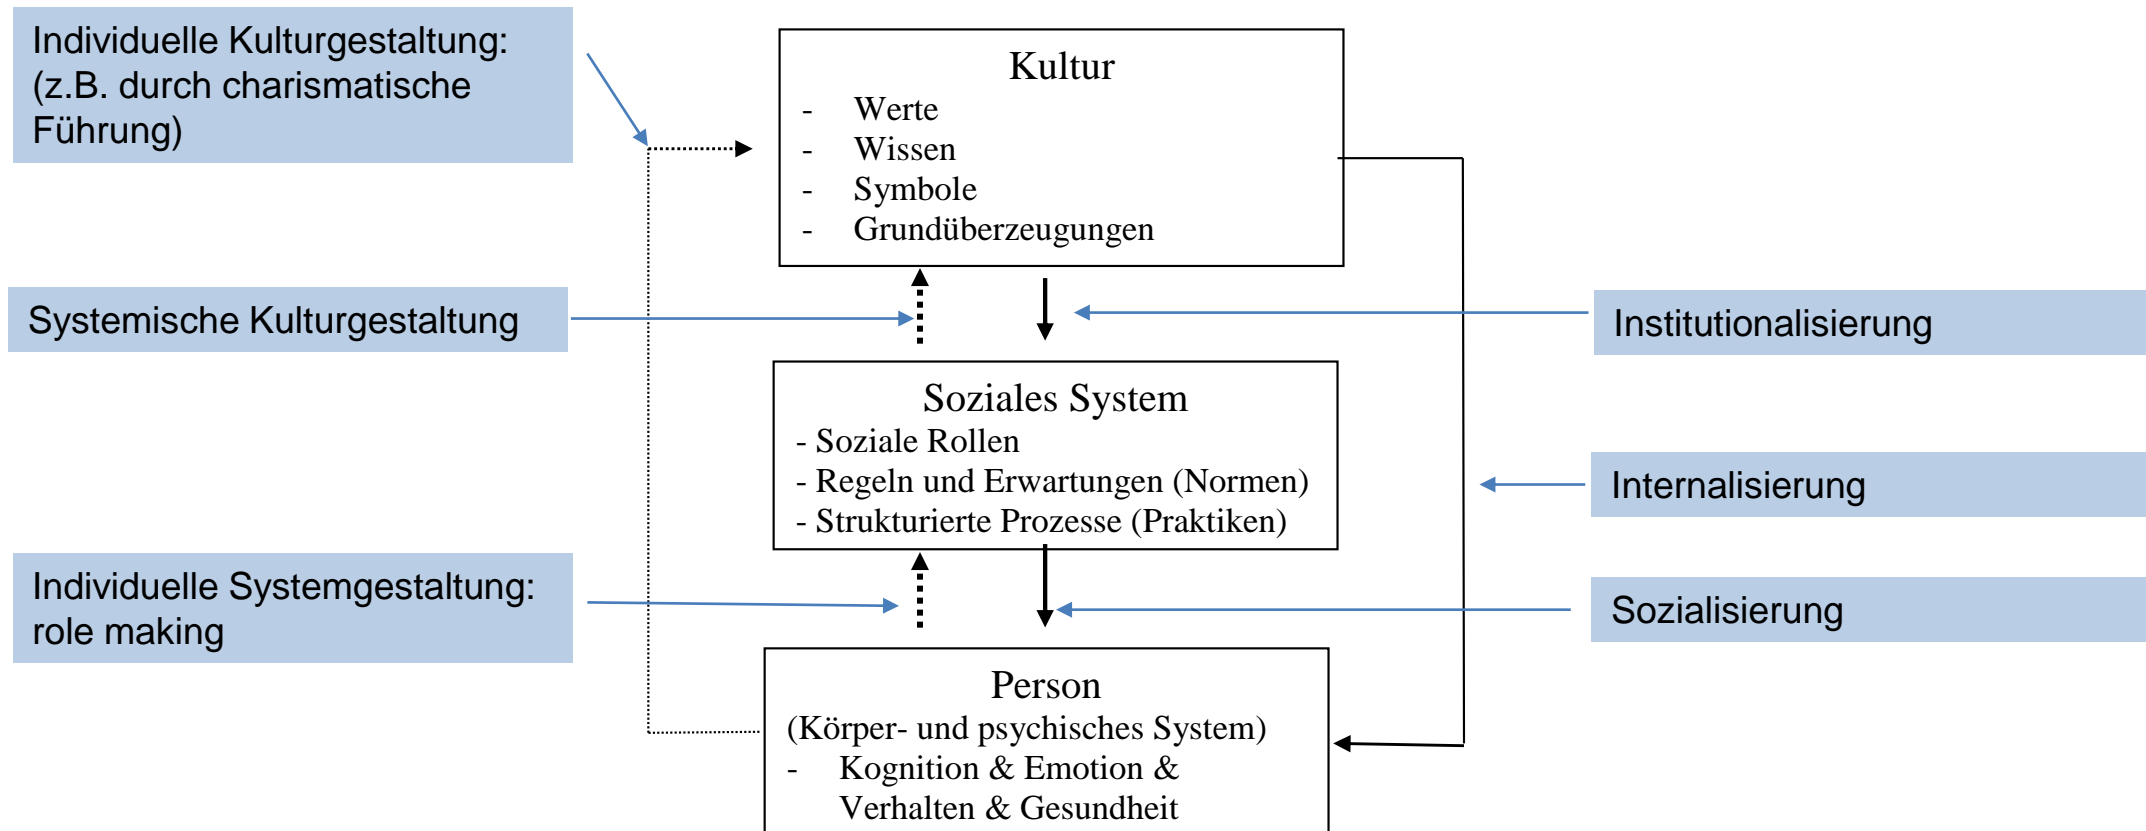 Individuelle Kulturgestaltung:
(z.B. durch charismatische
Führung)
Kultur
- Werte
- Wissen
- Symbole
- Grundüberzeugungen
Systemische Kulturgestaltung
Institutionalisierung
Soziales System
- Soziale Rollen
- Regeln und Erwartungen (Normen)
- Strukturierte Prozesse (Praktiken)
Internalisierung
Individuelle Systemgestaltung:
role making
Sozialisierung
Person
(Körper- und psychisches System)
- Kognition & Emotion &
Verhalten & Gesundheit